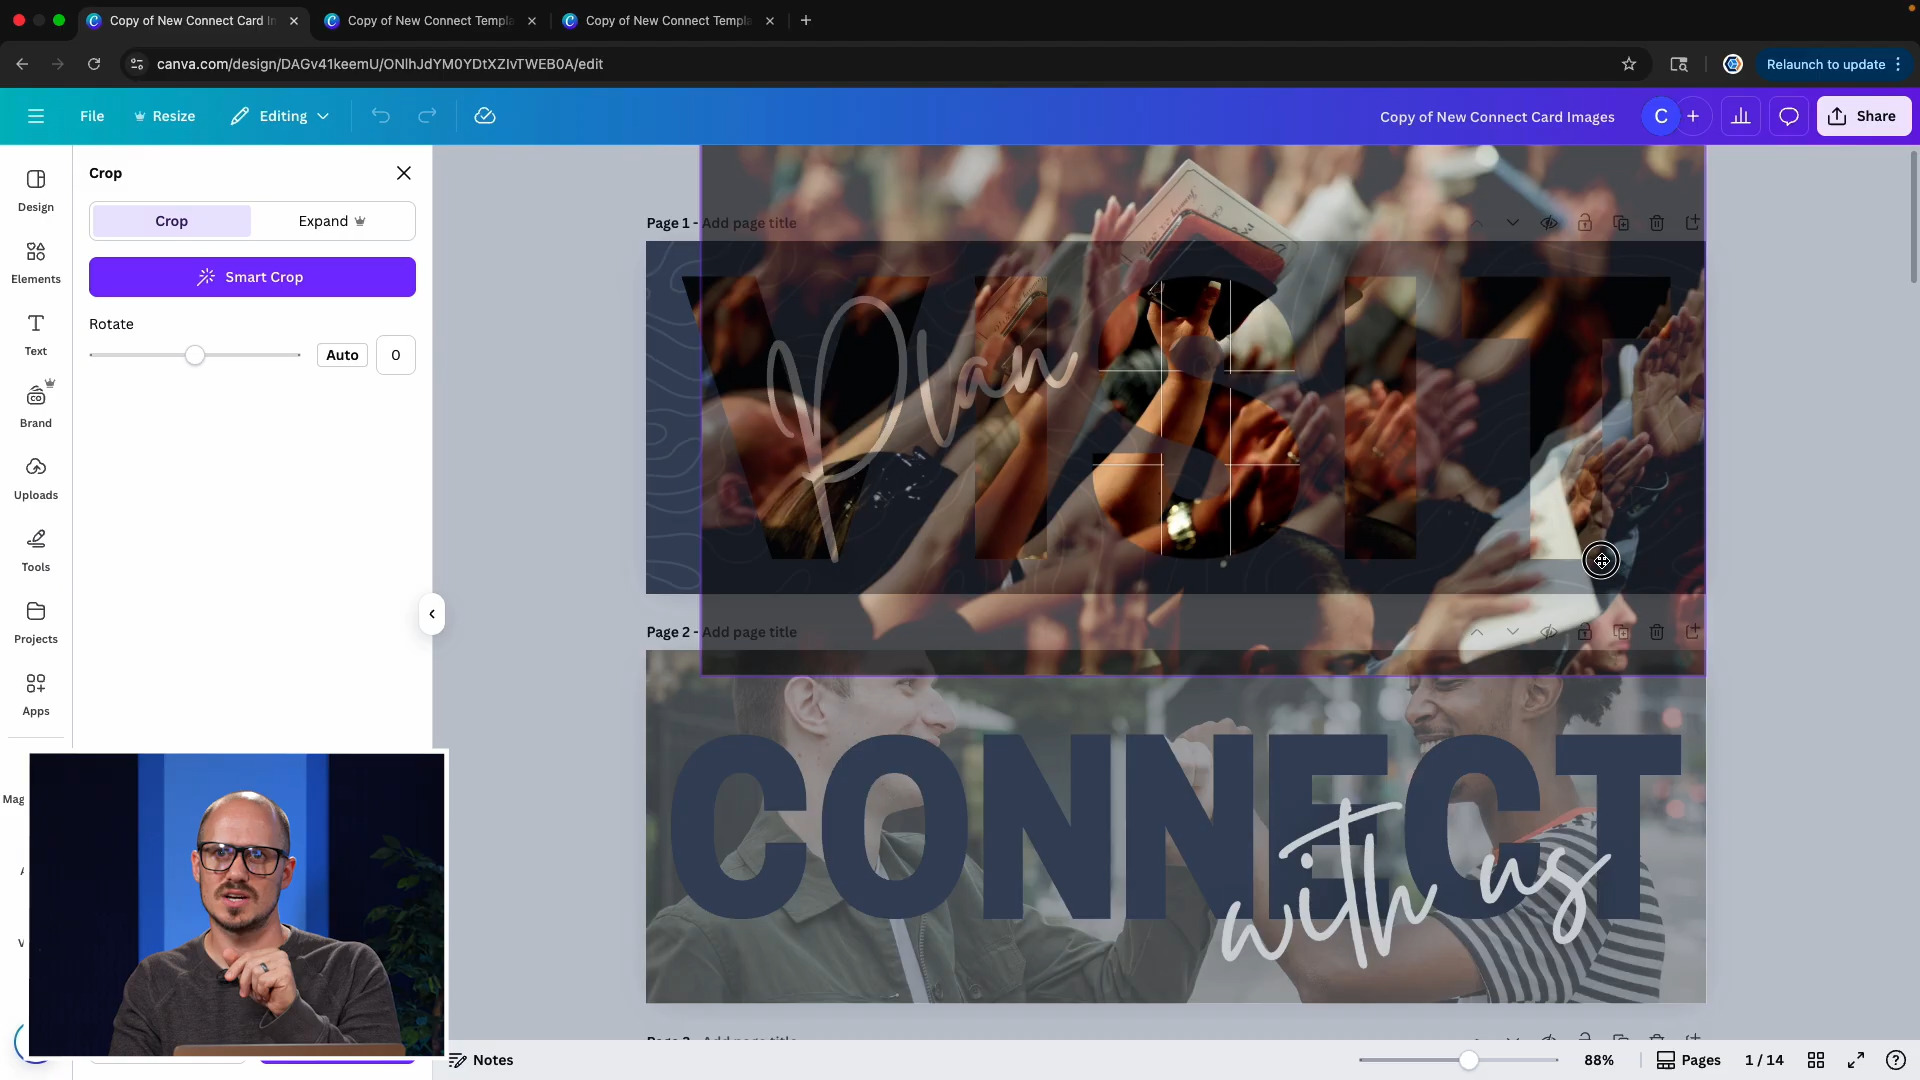 Copy of New Connect Card In
Copy of New Connect Templa
Copy of New Connect Templa
canva.com/design/DAGv41keemU/ONlhJdYM0YDtXZIvTWEB0A/edit
Relaunch to update
File
Resize
Editing
Copy of New Connect Card Images
C
Share
Design
Elements
Text
Brand
Uploads
Tools
Projects
Apps
Mag
Crop
Crop
Expand
Smart Crop
Rotate
Auto
0
Page 1 - Add page title
VISIT
Plan
Page 2 - Add page title
CONNECT
with us
Notes
88%
Pages
1 / 14